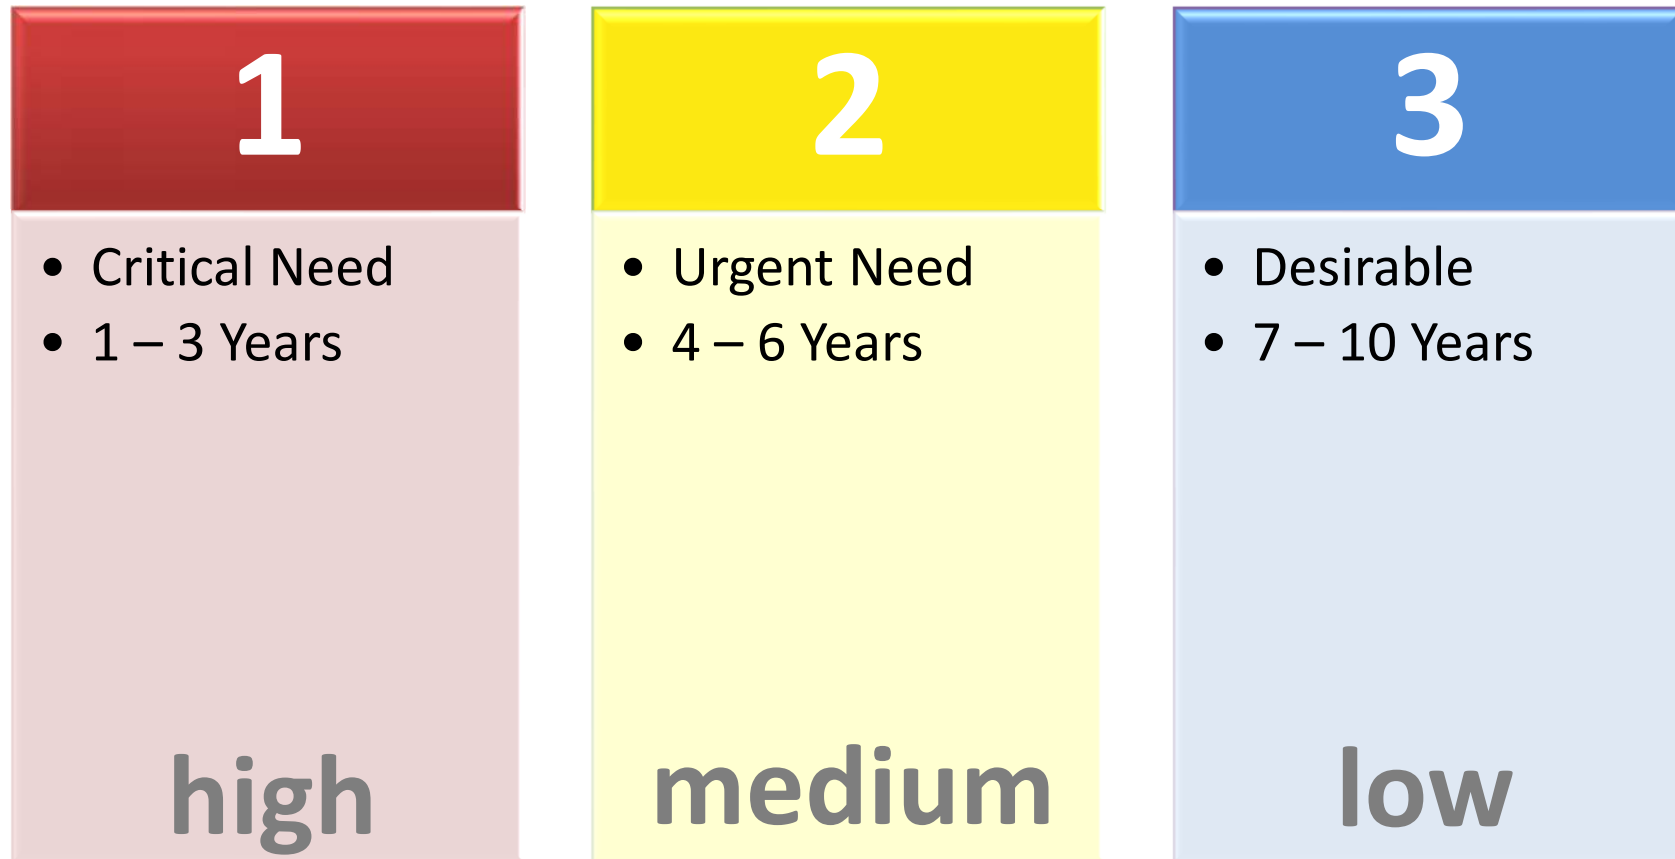 1
• Critical Need
• 1 – 3 Years
high
2
• Urgent Need
• 4 – 6 Years
medium
3
• Desirable
• 7 – 10 Years
low